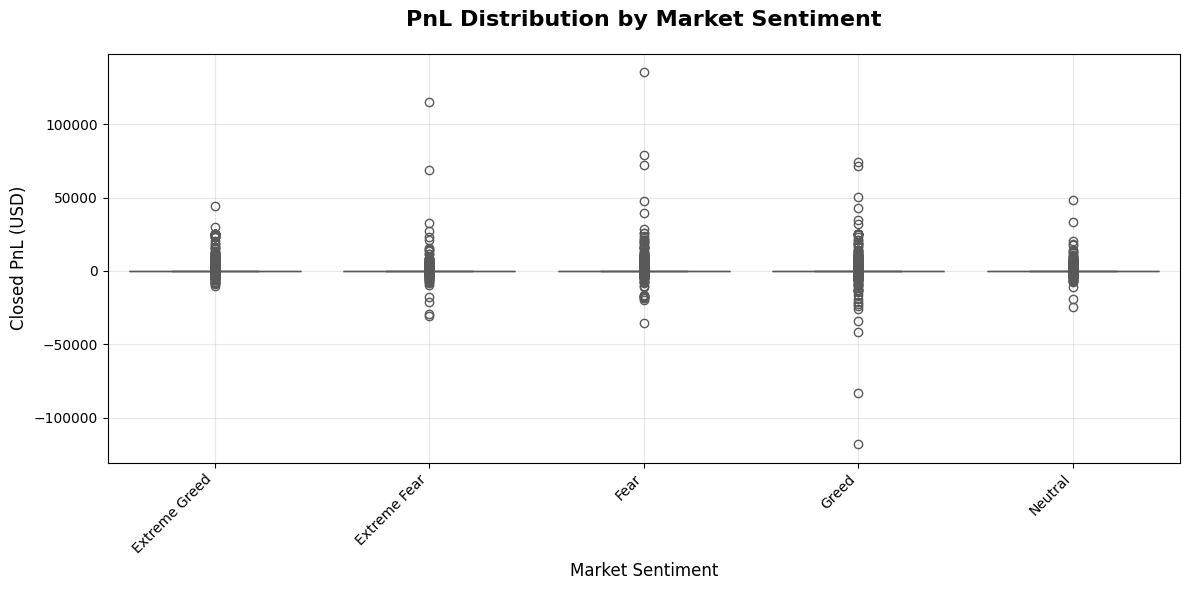 PnL Distribution by Market Sentiment
Closed PnL (USD)
100000
50000
0
−50000
−100000
Extreme Greed
Extreme Fear
Fear
Greed
Neutral
Market Sentiment